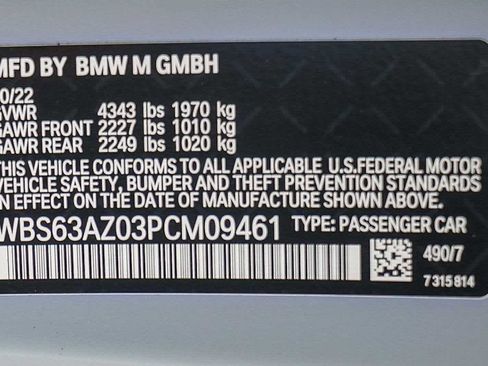 MFD BY BMW M GMBH
0/22
GVWR 4343 lbs 1970 kg
GAWR FRONT 2227 lbs 1010 kg
GAWR REAR 2249 lbs 1020 kg
THIS VEHICLE CONFORMS TO ALL APPLICABLE U.S.FEDERAL MOTOR
VEHICLE SAFETY, BUMPER AND THEFT PREVENTION STANDARDS
IN EFFECT ON THE DATE OF MANUFACTURE SHOWN ABOVE.
WBS63AZ03PCM09461 TYPE: PASSENGER CAR
490/7
7 315 814